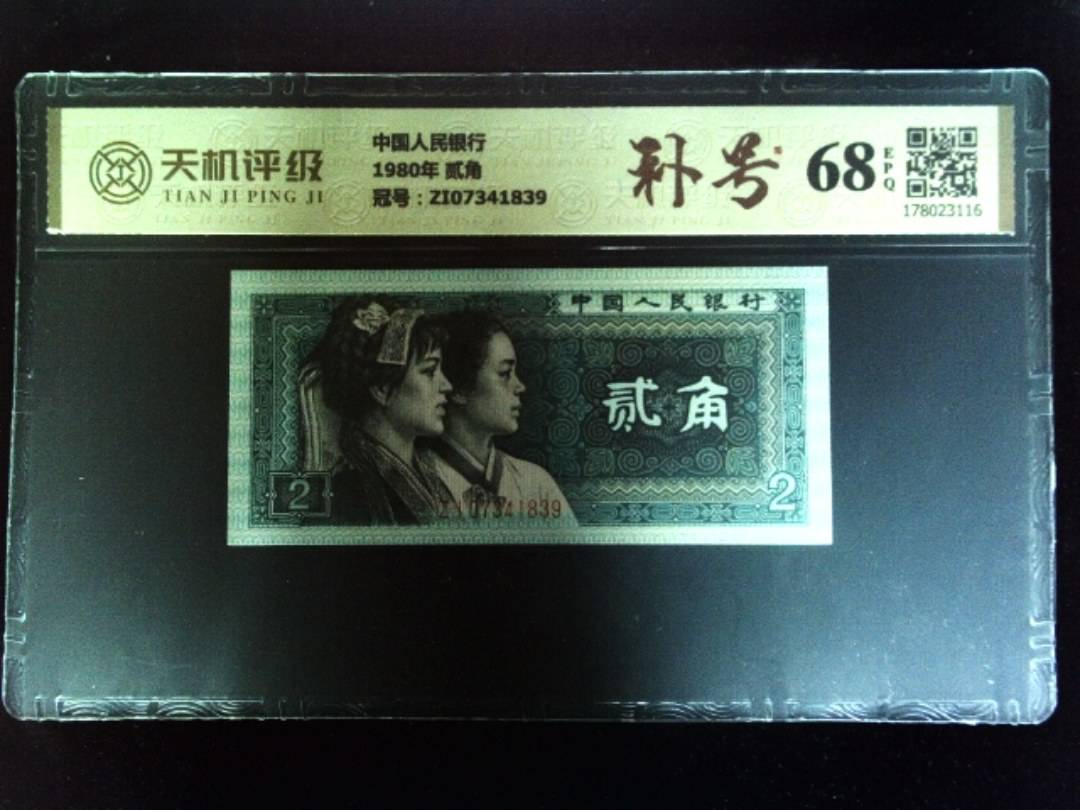 天机评级
TIAN JI PING JI
中国人民银行
1980年 贰角
冠号：ZI07341839
补号
68
EPQ
178023116
中国人民银行
贰角
2
2
ZI07341839